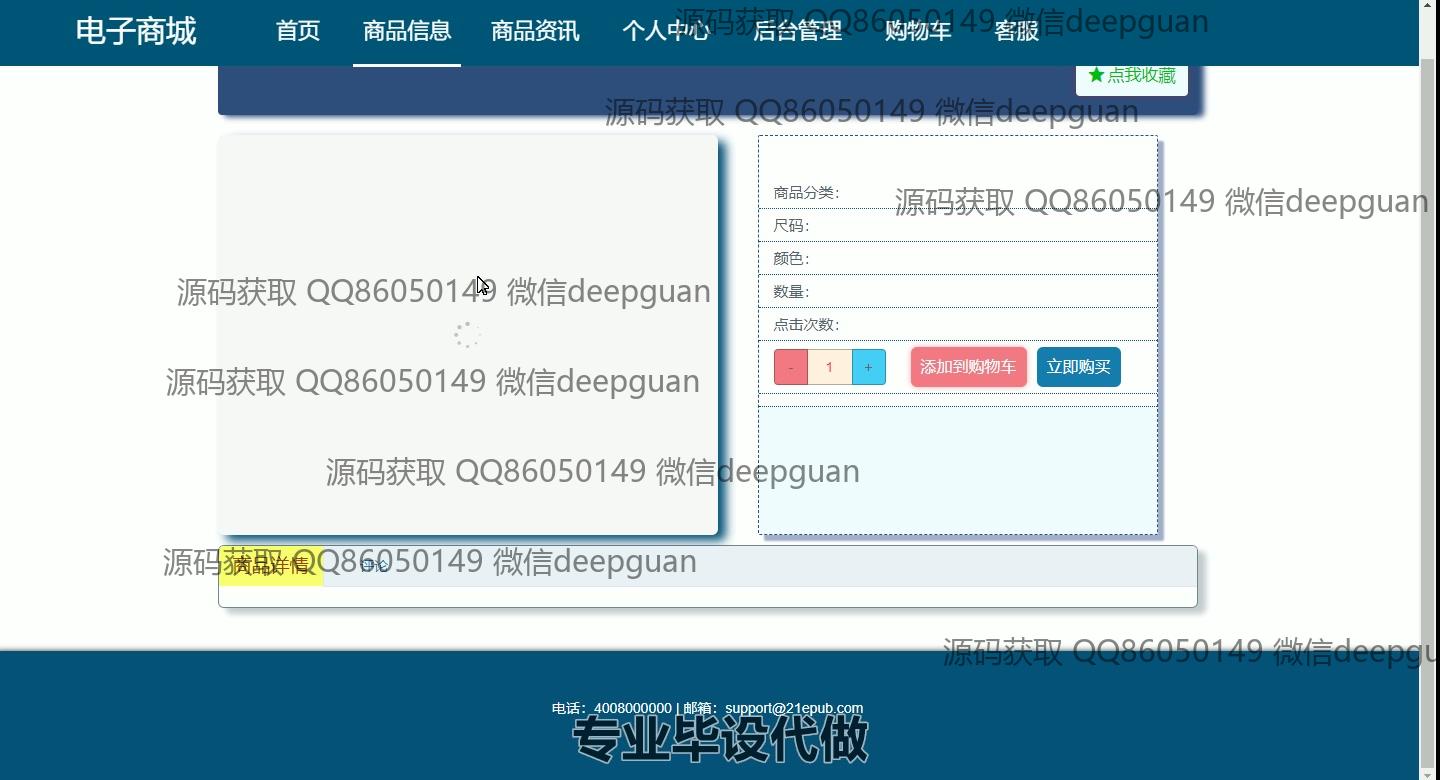 电子商城 首页 商品信息 商品资讯 个人中心 后台管理 购物车 客服
源码获取 QQ86050149 微信deepguan
★点我收藏
源码获取 QQ86050149 微信deepguan
商品分类:
源码获取 QQ86050149 微信deepguan
尺码:
颜色:
数量:
源码获取 QQ86050149 微信deepguan
点击次数:
- 1 + 添加到购物车 立即购买
源码获取 QQ86050149 微信deepguan
源码获取 QQ86050149 微信deepguan
商品详情 评论
源码获取 QQ86050149 微信deepguan
源码获取 QQ86050149 微信deepgu
电话：4008000000 | 邮箱：support@21epub.com
专业毕设代做